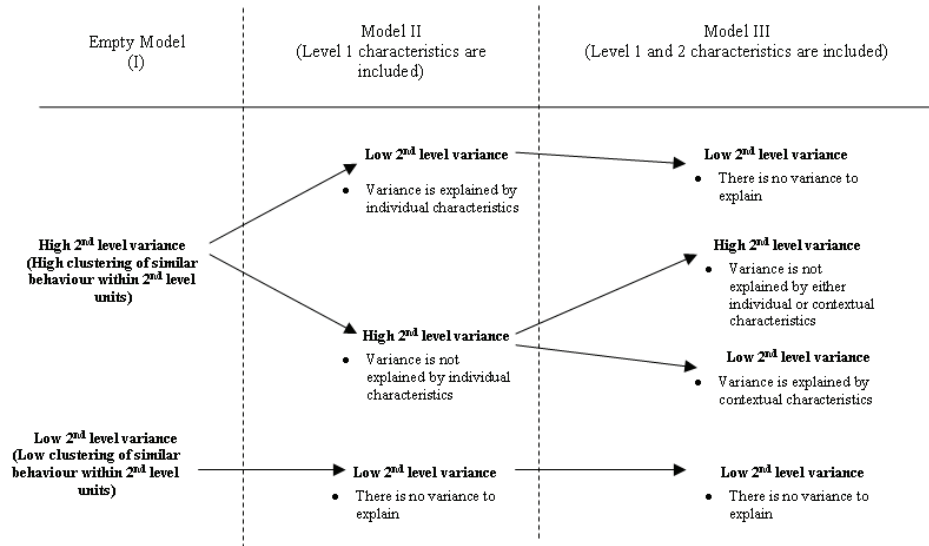 Empty Model
(I)
Model II
(Level 1 characteristics are
included)
Model III
(Level 1 and 2 characteristics are included)
High 2nd level variance
(High clustering of similar
behaviour within 2nd level
units)
Low 2nd level variance
• Variance is explained by
individual characteristics
Low 2nd level variance
• There is no variance to
explain
High 2nd level variance
• Variance is not
explained by individual
characteristics
High 2nd level variance
• Variance is not
explained by either
individual or contextual
characteristics
Low 2nd level variance
• Variance is explained by
contextual characteristics
Low 2nd level variance
(Low clustering of similar
behaviour within 2nd level
units)
Low 2nd level variance
• There is no variance to
explain
Low 2nd level variance
• There is no variance to
explain